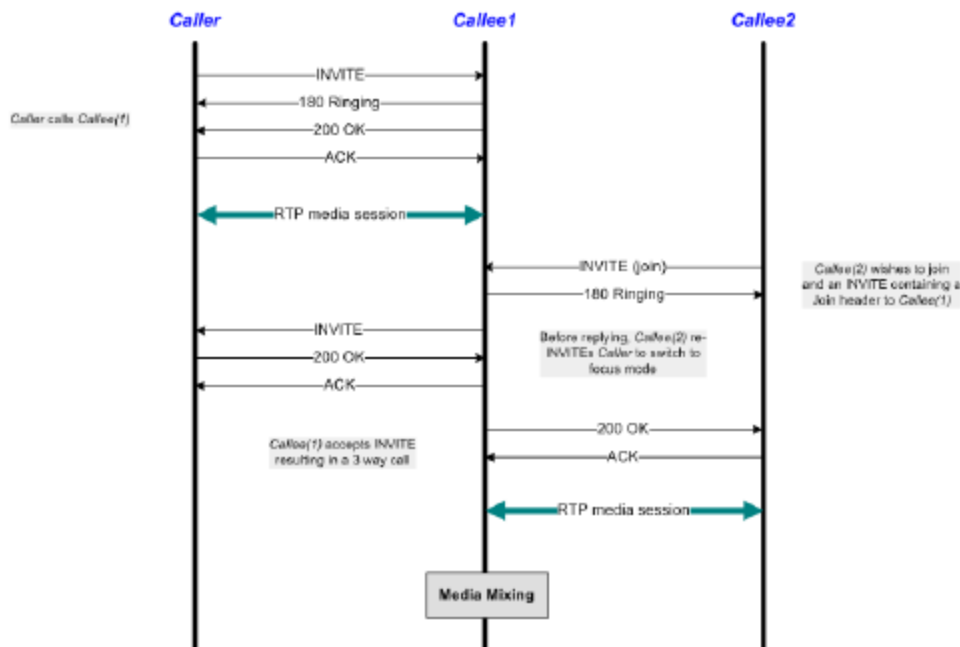 Caller
Callee1
Callee2
INVITE
180 Ringing
Caller calls Callee(1)
200 OK
ACK
RTP media session
INVITE (join)
Callee(2) wishes to join
and an INVITE containing a
Join header to Callee(1)
180 Ringing
INVITE
Before replying, Callee(2) re-
INVITEs Caller to switch to
focus mode
200 OK
ACK
200 OK
Callee(1) accepts INVITE
resulting in a 3 way call
ACK
RTP media session
Media Mixing